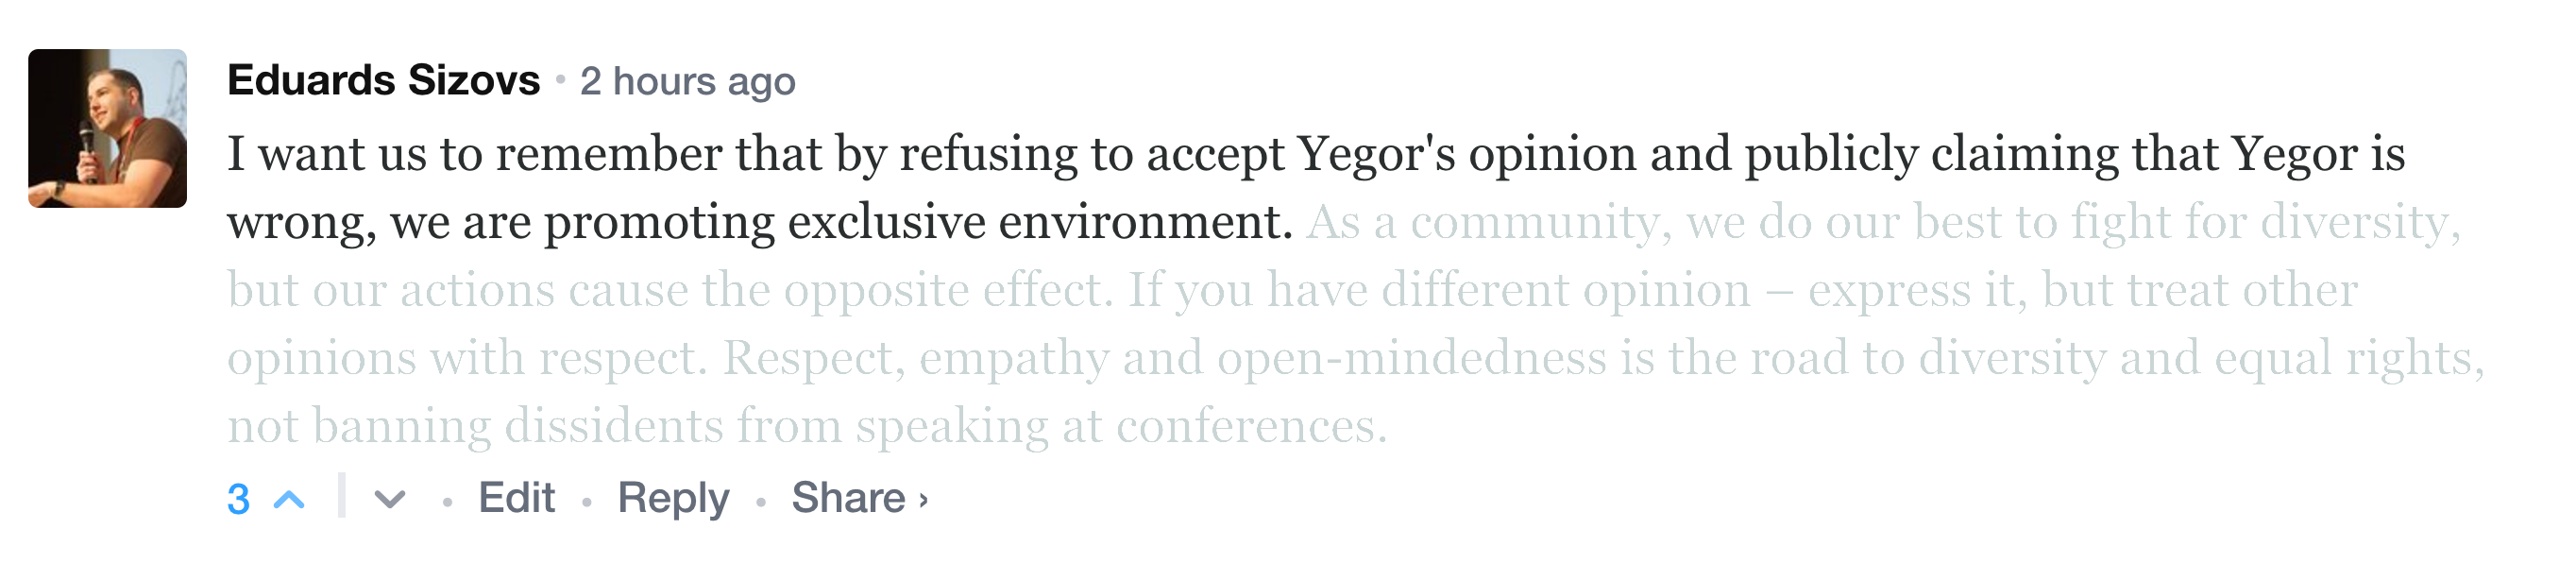 Eduards Sizovs • 2 hours ago
I want us to remember that by refusing to accept Yegor's opinion and publicly claiming that Yegor is
wrong, we are promoting exclusive environment. As a community, we do our best to fight for diversity,
but our actions cause the opposite effect. If you have different opinion – express it, but treat other
opinions with respect. Respect, empathy and open-mindedness is the road to diversity and equal rights,
not banning dissidents from speaking at conferences.
3 • Edit • Reply • Share ›